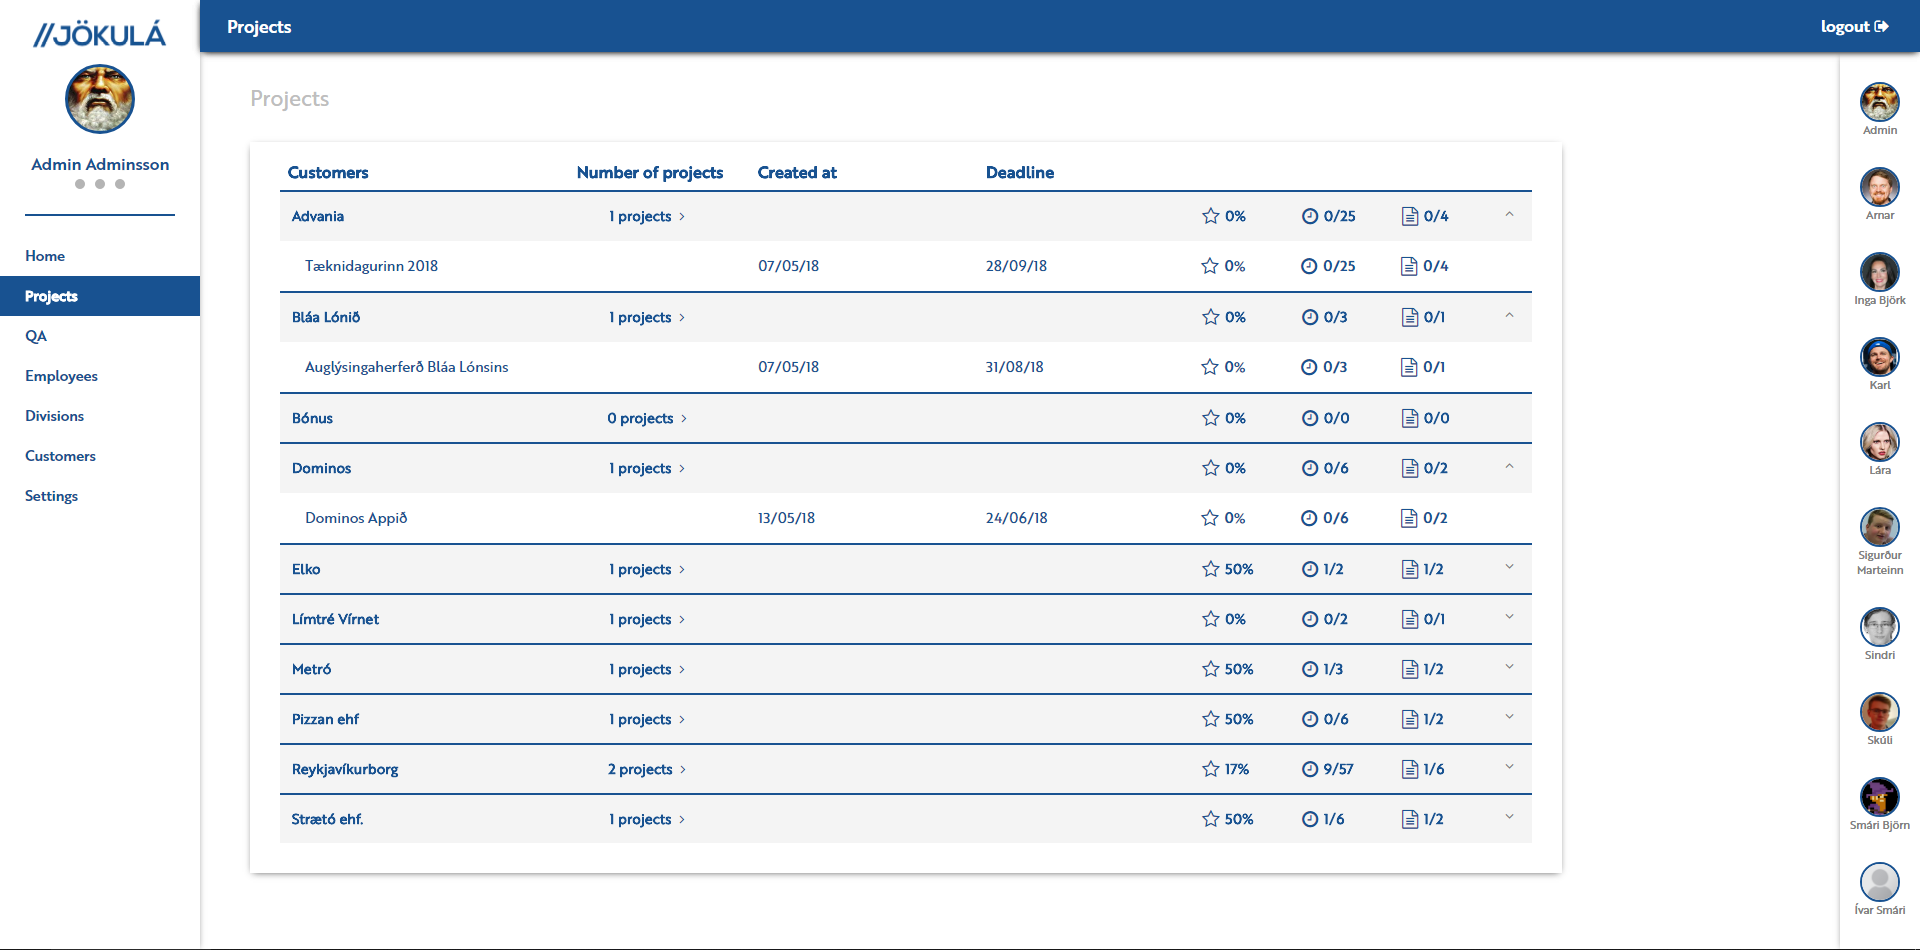 //JÖKULÁ
Admin Adminsson
Home
Projects
QA
Employees
Divisions
Customers
Settings
Projects
logout
Projects
Customers Number of projects Created at Deadline
Advania 1 projects 0% 0/25 0/4
Tæknidagurinn 2018 07/05/18 28/09/18 0% 0/25 0/4
Bláa Lónið 1 projects 0% 0/3 0/1
Auglýsingaherferð Bláa Lónsins 07/05/18 31/08/18 0% 0/3 0/1
Bónus 0 projects 0% 0/0 0/0
Dominos 1 projects 0% 0/6 0/2
Dominos Appið 13/05/18 24/06/18 0% 0/6 0/2
Elko 1 projects 50% 1/2 1/2
Límtré Vírnet 1 projects 0% 0/2 0/1
Metró 1 projects 50% 1/3 1/2
Pizzan ehf 1 projects 50% 0/6 1/2
Reykjavíkurborg 2 projects 17% 9/57 1/6
Strætó ehf. 1 projects 50% 1/6 1/2
Admin
Arnar
Inga Björk
Karl
Lára
Sigurður
Marteinn
Sindri
Skúli
Smári Björn
Ívar Smári